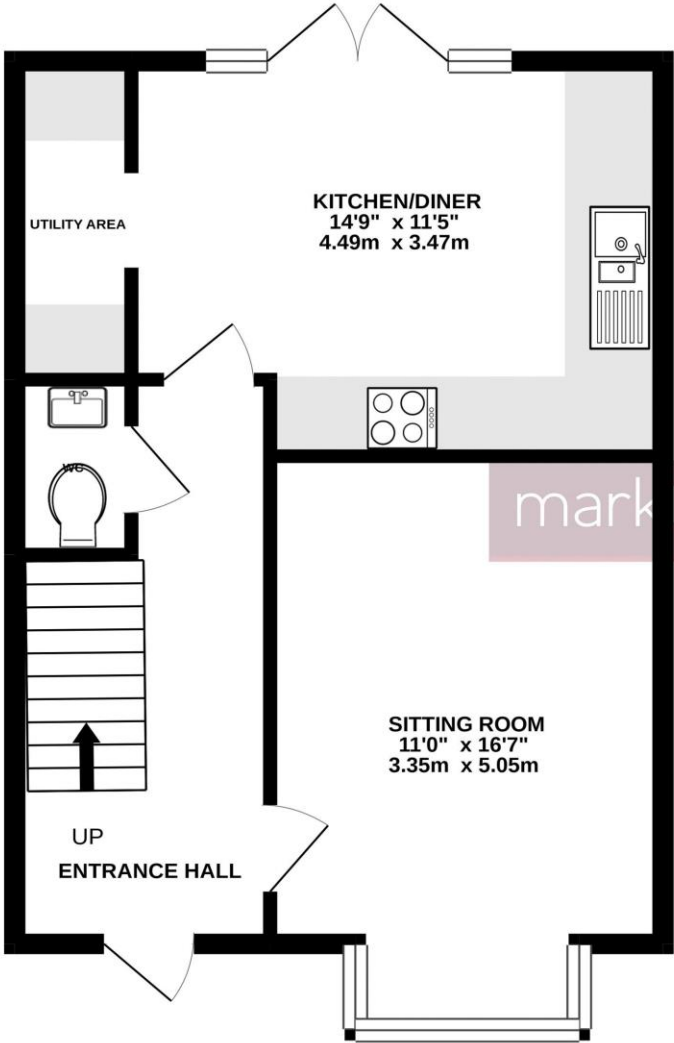 KITCHEN/DINER
14'9" x 11'5"
4.49m x 3.47m
UTILITY AREA
WC
mark
SITTING ROOM
11'0" x 16'7"
3.35m x 5.05m
UP
ENTRANCE HALL